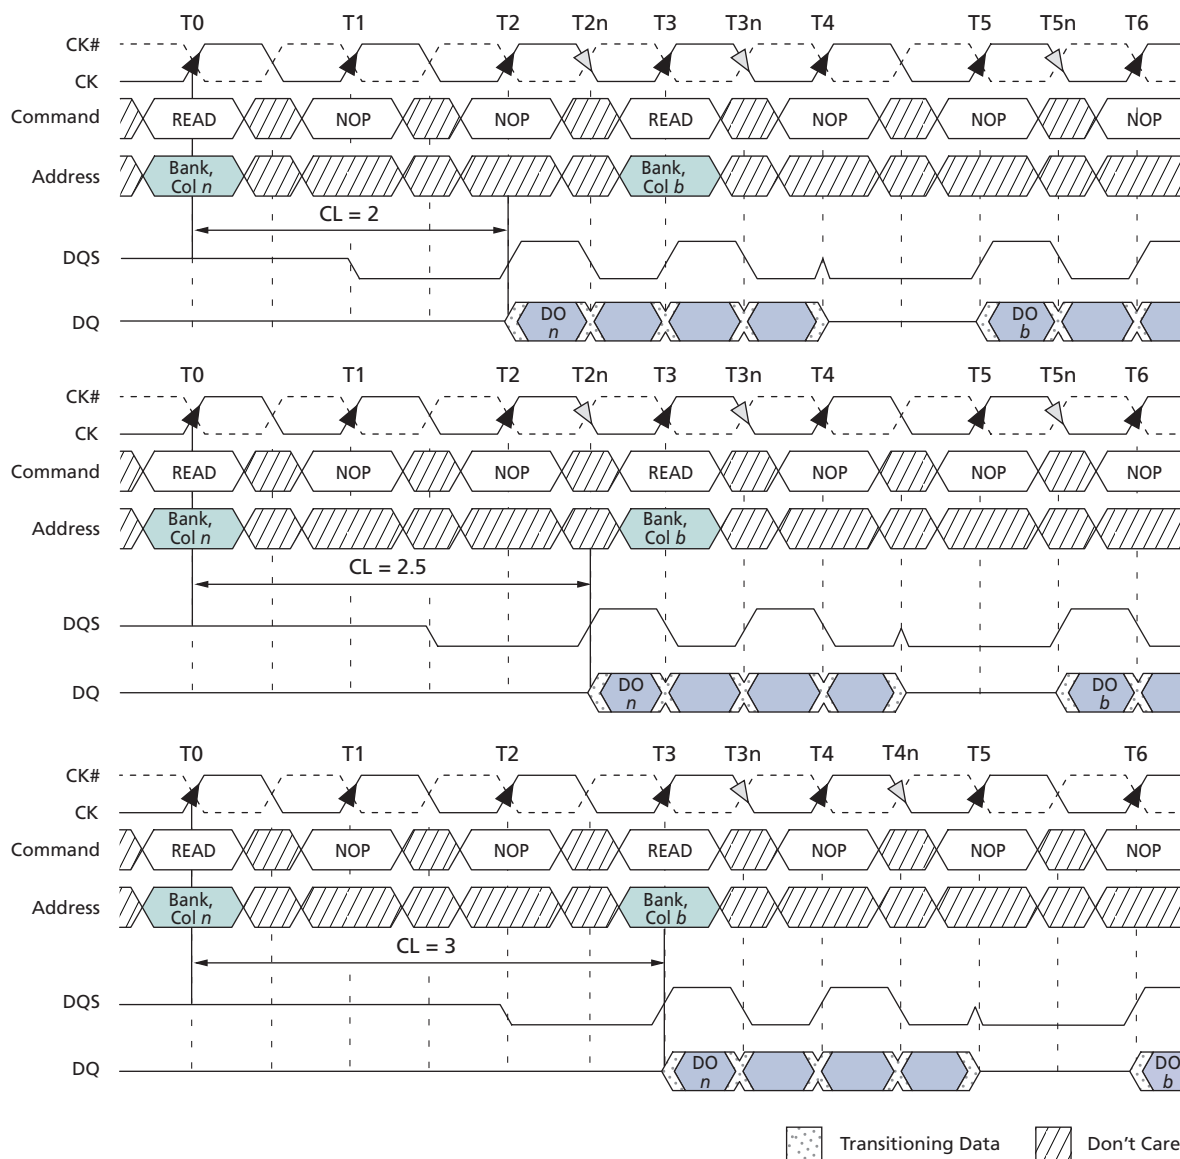 T0 T1 T2 T2n T3 T3n T4 T5 T5n T6
CK#
CK
Command READ NOP NOP READ NOP NOP NOP
Address Bank, Col n Bank, Col b
CL = 2
DQS
DQ DO n DO b
T0 T1 T2 T2n T3 T3n T4 T5 T5n T6
CK#
CK
Command READ NOP NOP READ NOP NOP NOP
Address Bank, Col n Bank, Col b
CL = 2.5
DQS
DQ DO n DO b
T0 T1 T2 T3 T3n T4 T4n T5 T6
CK#
CK
Command READ NOP NOP READ NOP NOP NOP
Address Bank, Col n Bank, Col b
CL = 3
DQS
DQ DO n DO b
Transitioning Data Don't Care